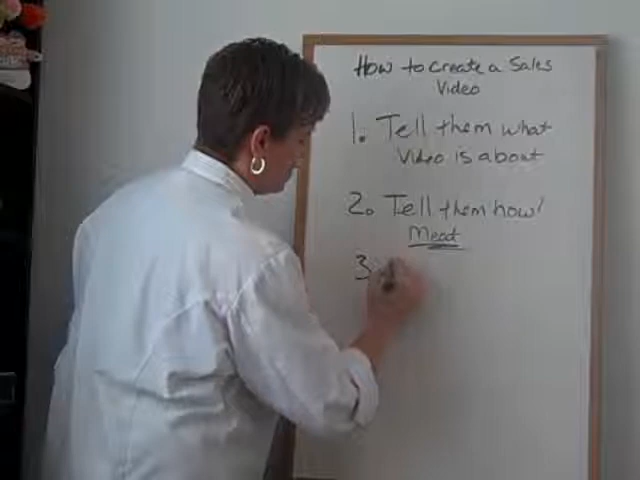 How to create a Sales
Video
1. Tell them what
Video is about
2. Tell them how!
Meat
3